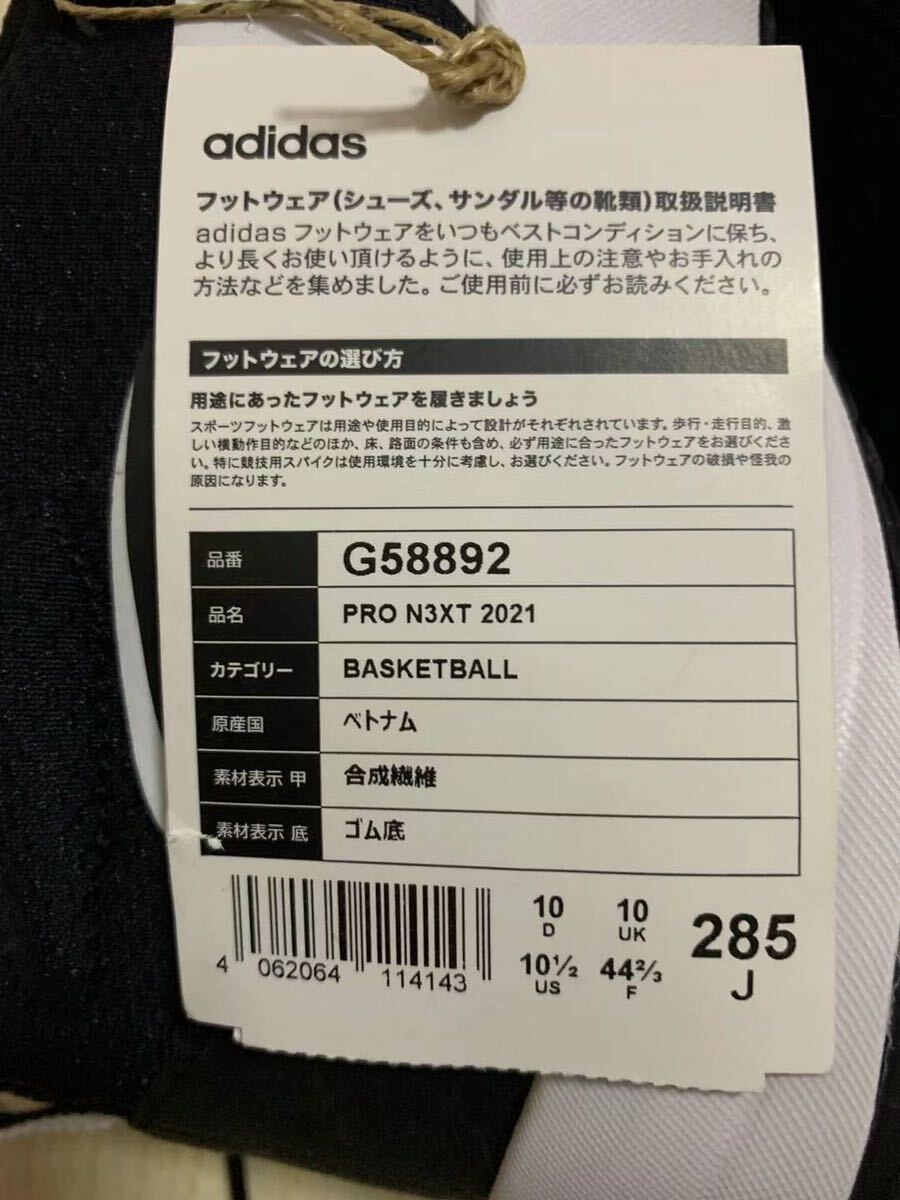 adidas
フットウェア(シューズ、サンダル等の靴類)取扱説明書
adidas フットウェアをいつもベストコンディションに保ち、
より長くお使い頂けるように、使用上の注意やお手入れの
方法などを集めました。ご使用前に必ずお読みください。
フットウェアの選び方
用途にあったフットウェアを履きましょう
スポーツフットウェアは用途や使用目的によって設計がそれぞれされています。歩行・走行目的、激
しい横動作目的などのほか、床、路面の条件も含め、必ず用途に合ったフットウェアをお選びくださ
い。特に競技用スパイクは使用環境を十分に考慮し、お選びください。フットウェアの破損や怪我の
原因になります。
品番 G58892
品名 PRO N3XT 2021
カテゴリー BASKETBALL
原産国 ベトナム
素材表示 甲 合成繊維
素材表示 底 ゴム底
4 062064 114143
10 D 10 UK
10½ US 44⅔ F
285 J